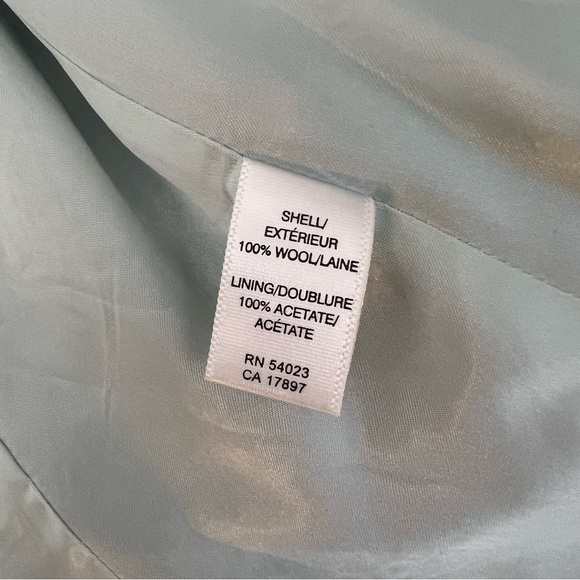 SHELL/
EXTÉRIEUR
100% WOOL/LAINE
LINING/DOUBLURE
100% ACETATE/
ACÉTATE
RN 54023
CA 17897